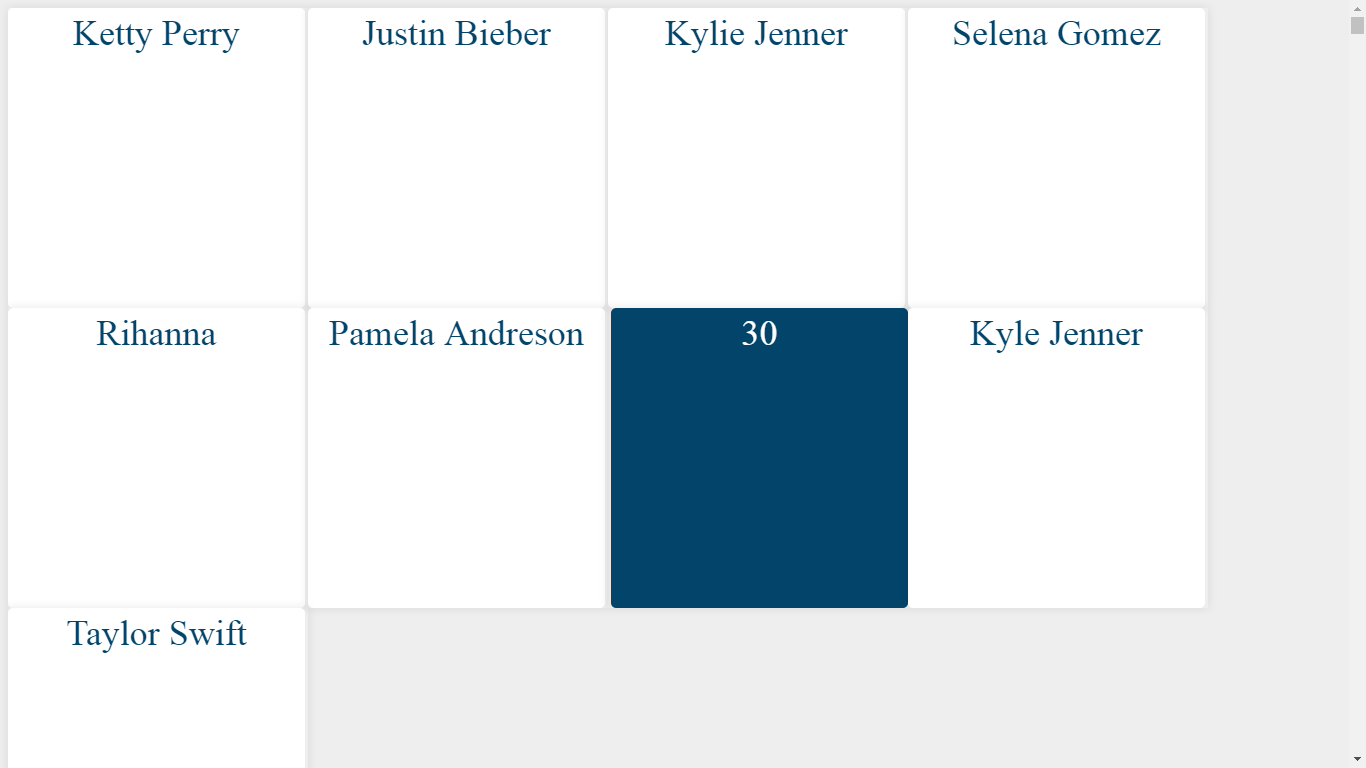 Ketty Perry
Justin Bieber
Kylie Jenner
Selena Gomez
Rihanna
Pamela Andreson
30
Kyle Jenner
Taylor Swift